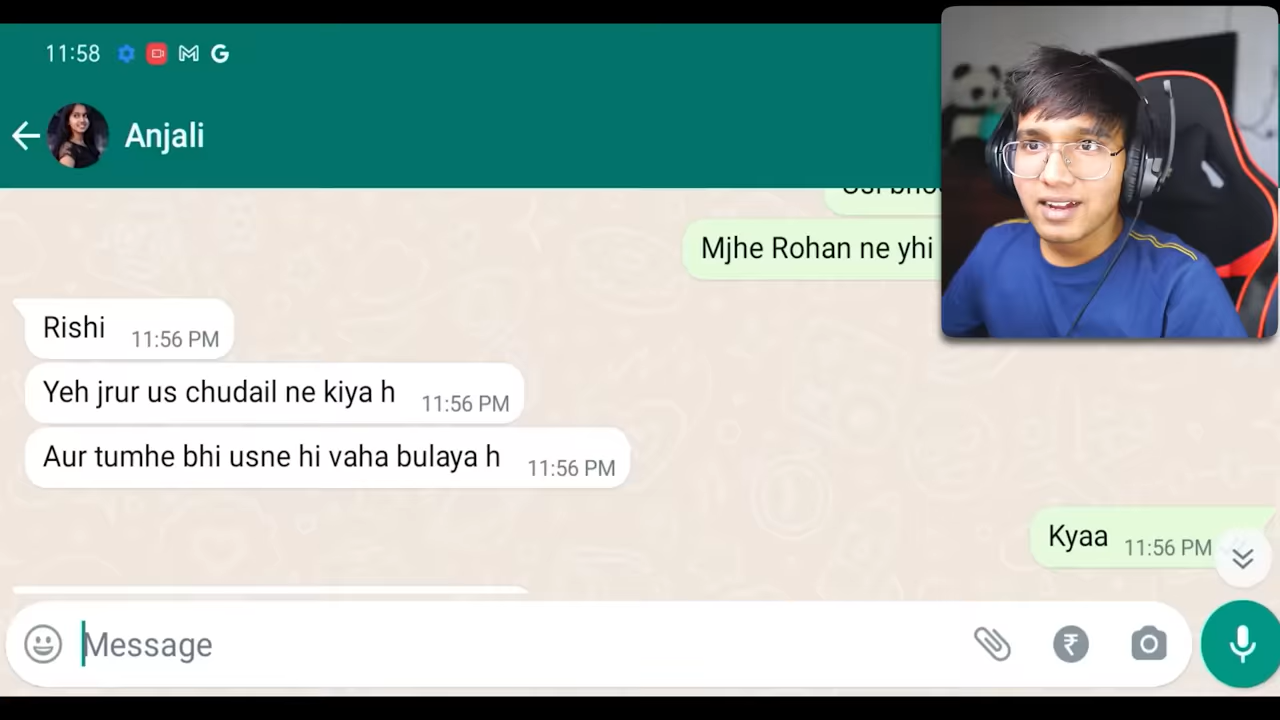 11:58
Anjali
Mjhe Rohan ne yhi
Rishi 11:56 PM
Yeh jrur us chudail ne kiya h 11:56 PM
Aur tumhe bhi usne hi vaha bulaya h 11:56 PM
Kyaa 11:56 PM
Message